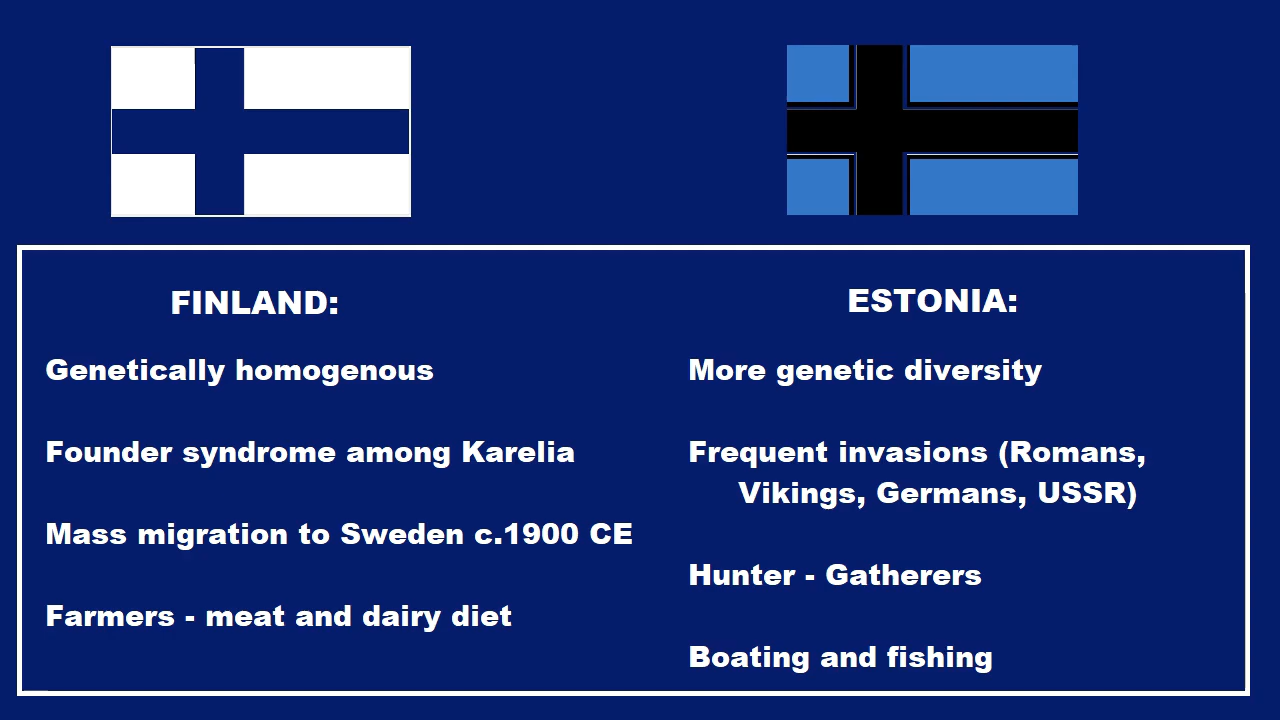 FINLAND:
Genetically homogenous
Founder syndrome among Karelia
Mass migration to Sweden c.1900 CE
Farmers - meat and dairy diet
ESTONIA:
More genetic diversity
Frequent invasions (Romans,
Vikings, Germans, USSR)
Hunter - Gatherers
Boating and fishing